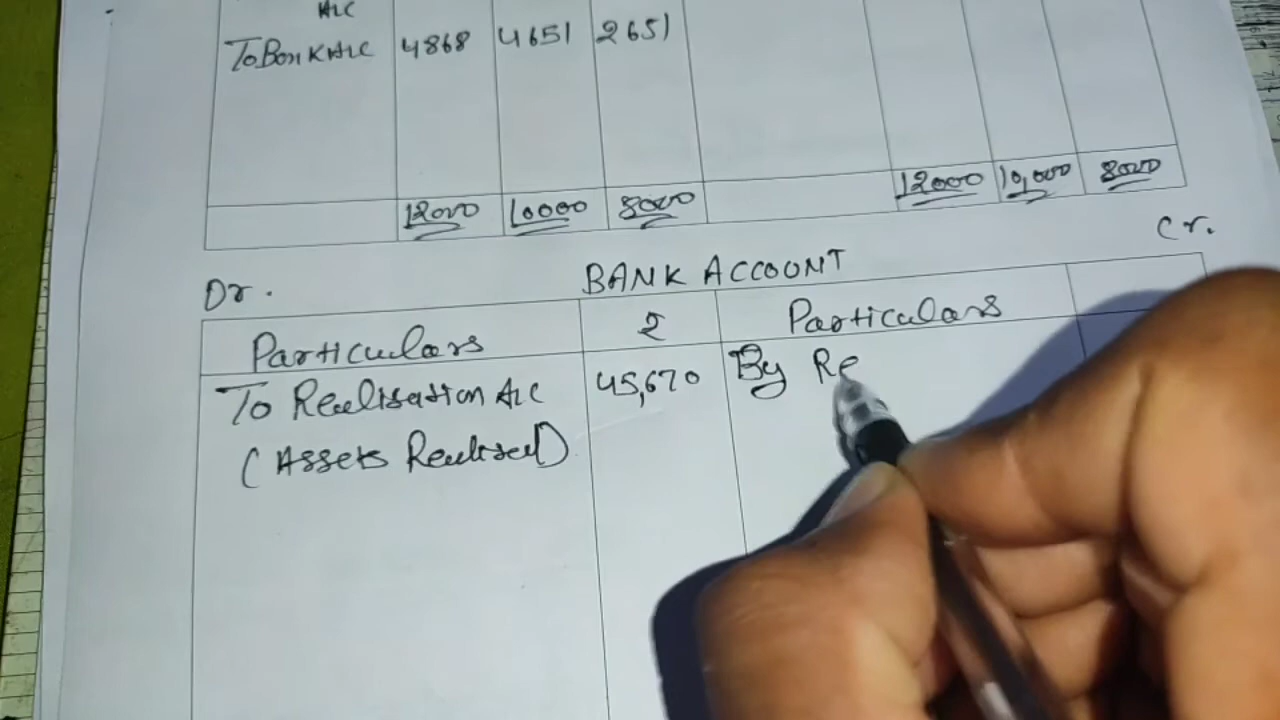 A/C
To Bank A/C 4868 4651 2651
12000 10000 8000 12000 10,000 8000
Dr. BANK ACCOUNT Cr.
Particulars ₹ Particulars
To Realisation A/C 45,670 By Re
(Assets Realised)